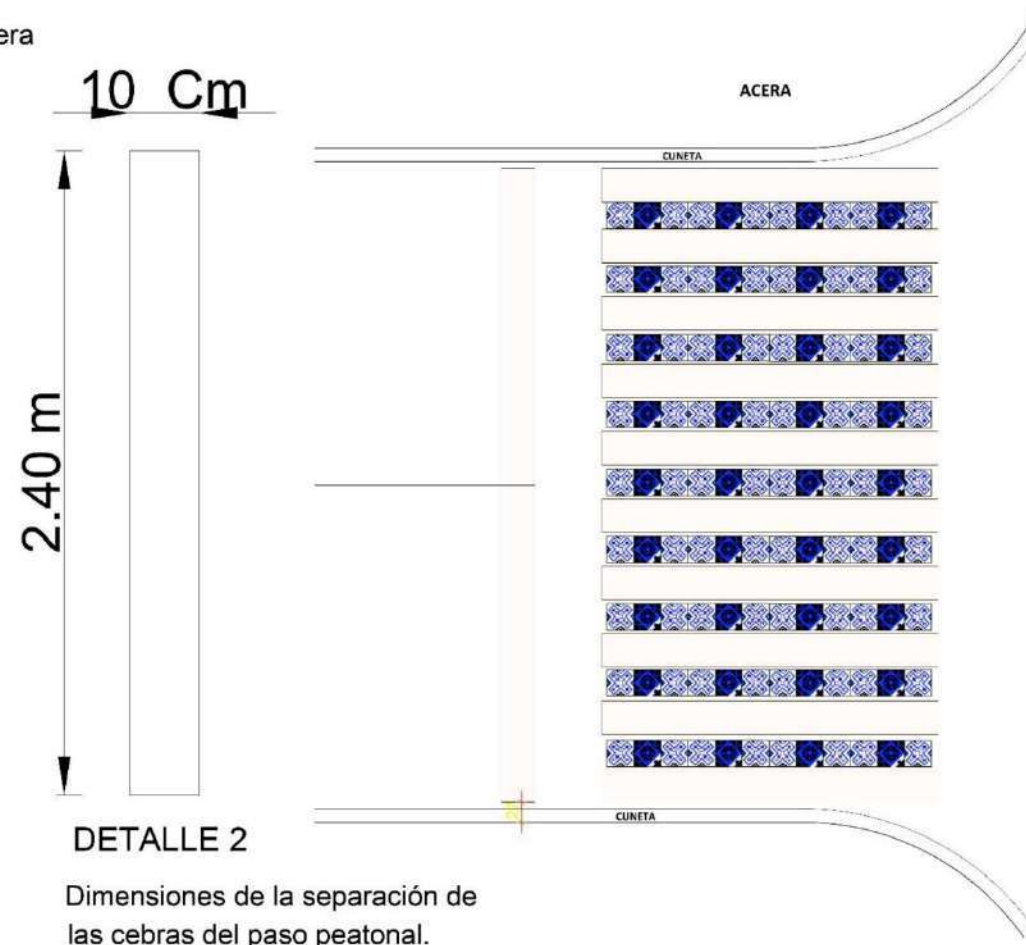 era
10 Cm
ACERA
CUNETA
2.40 m
CUNETA
DETALLE 2
Dimensiones de la separación de
las cebras del paso peatonal.